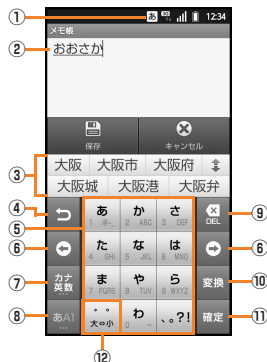 ① あ 3G 12:34
メモ帳
② おおさか
保存 キャンセル
③ 大阪 大阪市 大阪府
大阪城 大阪港 大阪弁
④ あ か さ DEL ⑨
⑤ 1 .@-_ 2 ABC 3 DEF
⑥ た な は ⑥
4 GHI 5 JKL 6 MNO
⑦ カナ英数 ま や ら 変換 ⑩
7 PQRS 8 TUV 9 WXYZ
⑧ あA1 ゛゜大⇔小 わ 、。?! 確定 ⑪
0
⑫